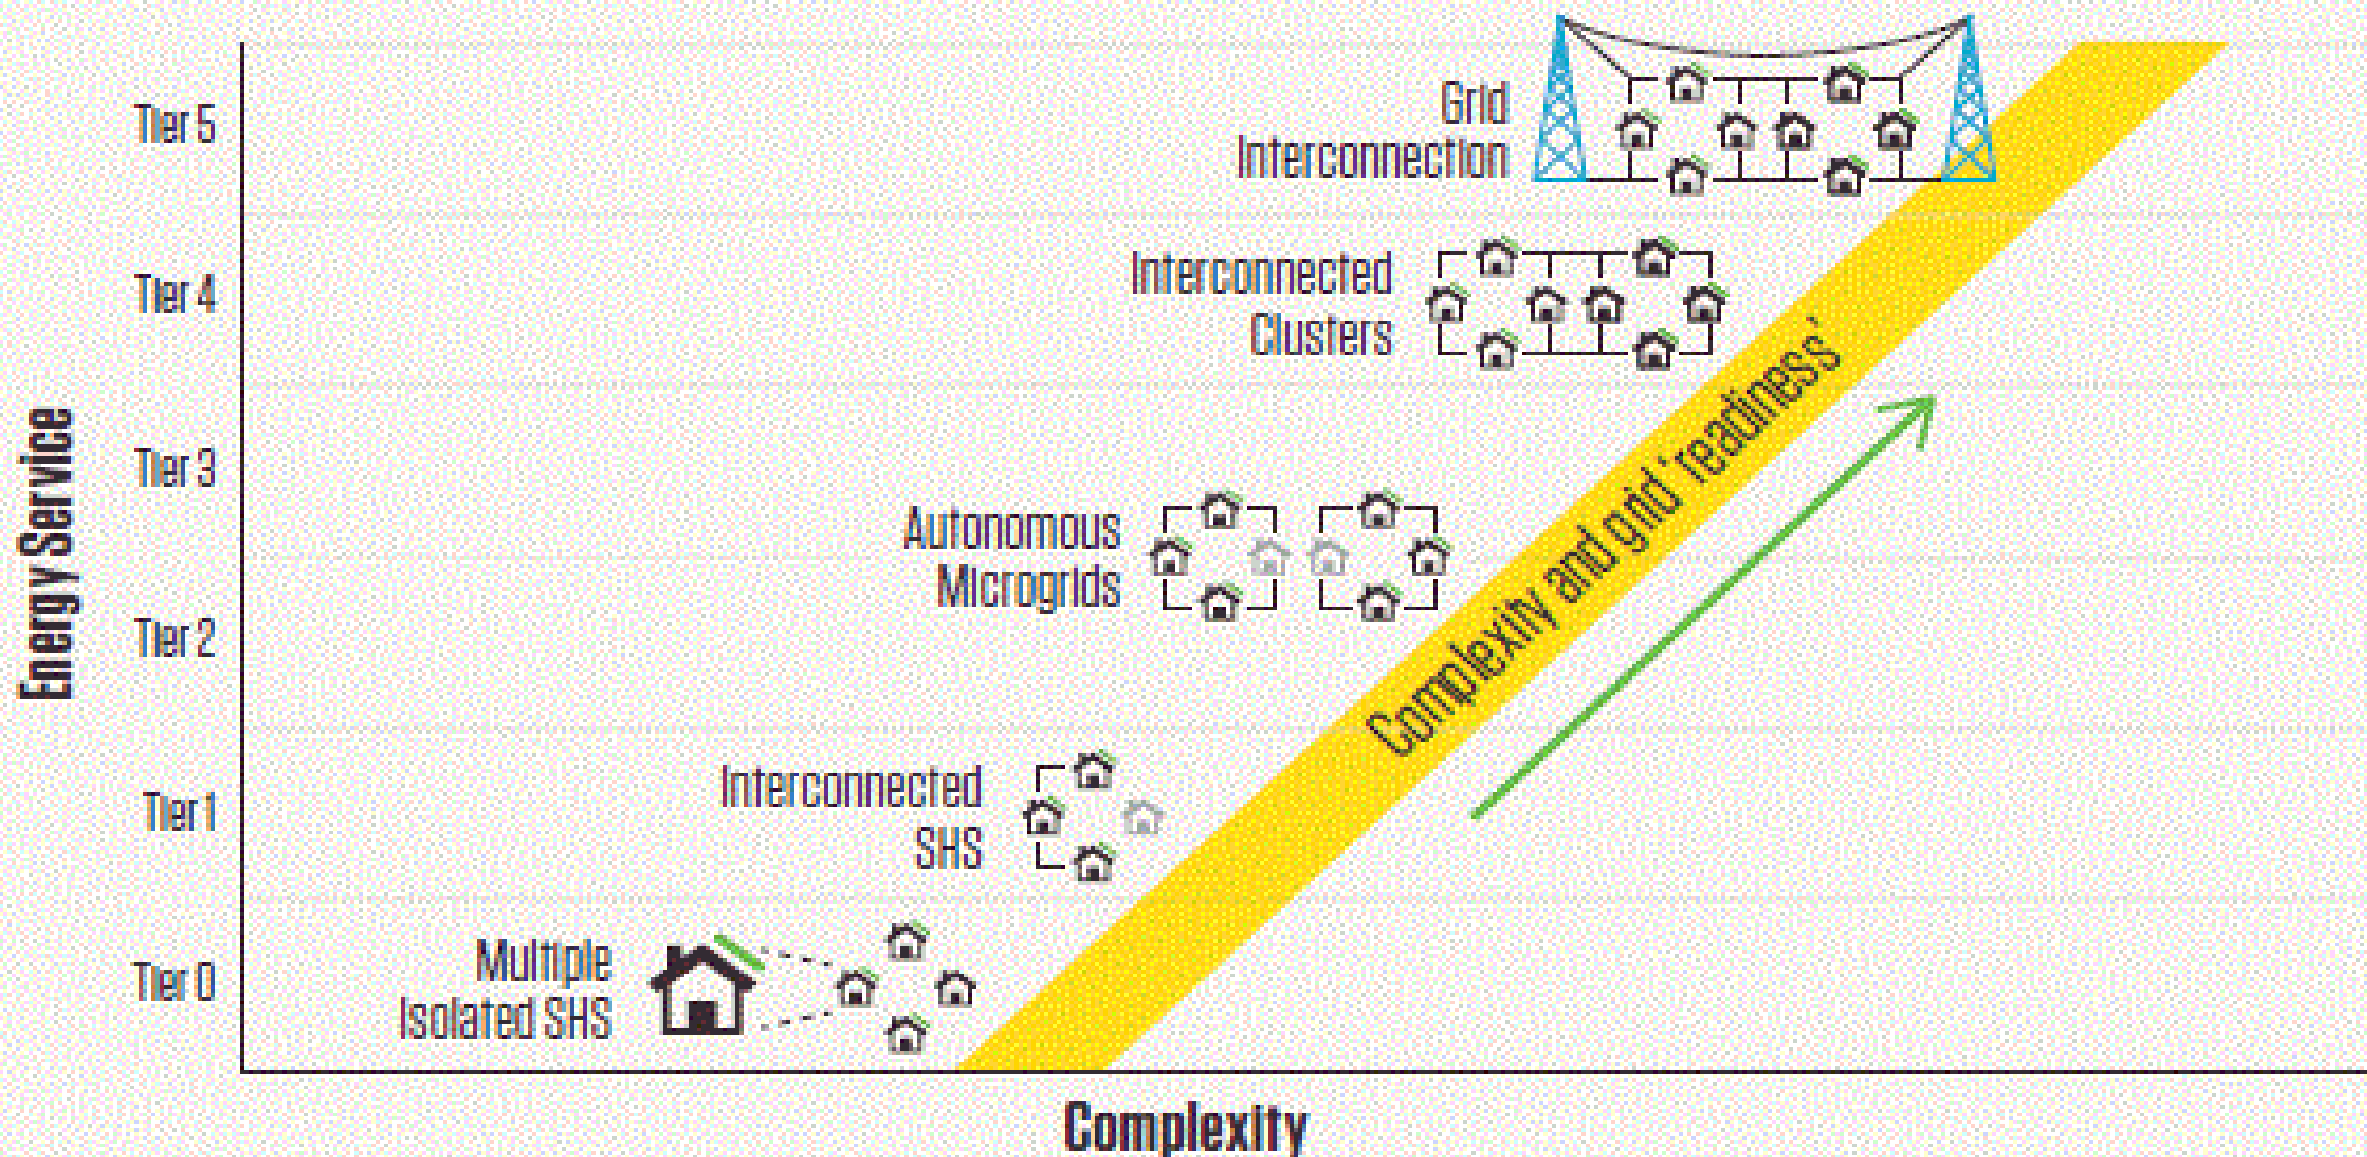 Tier 5
Grid
Interconnection
Tier 4
Interconnected
Clusters
Tier 3
Autonomous
Microgrids
Tier 2
Tier 1
Interconnected
SHS
Tier 0
Multiple
Isolated SHS
Energy Service
Complexity and grid 'readiness'
Complexity